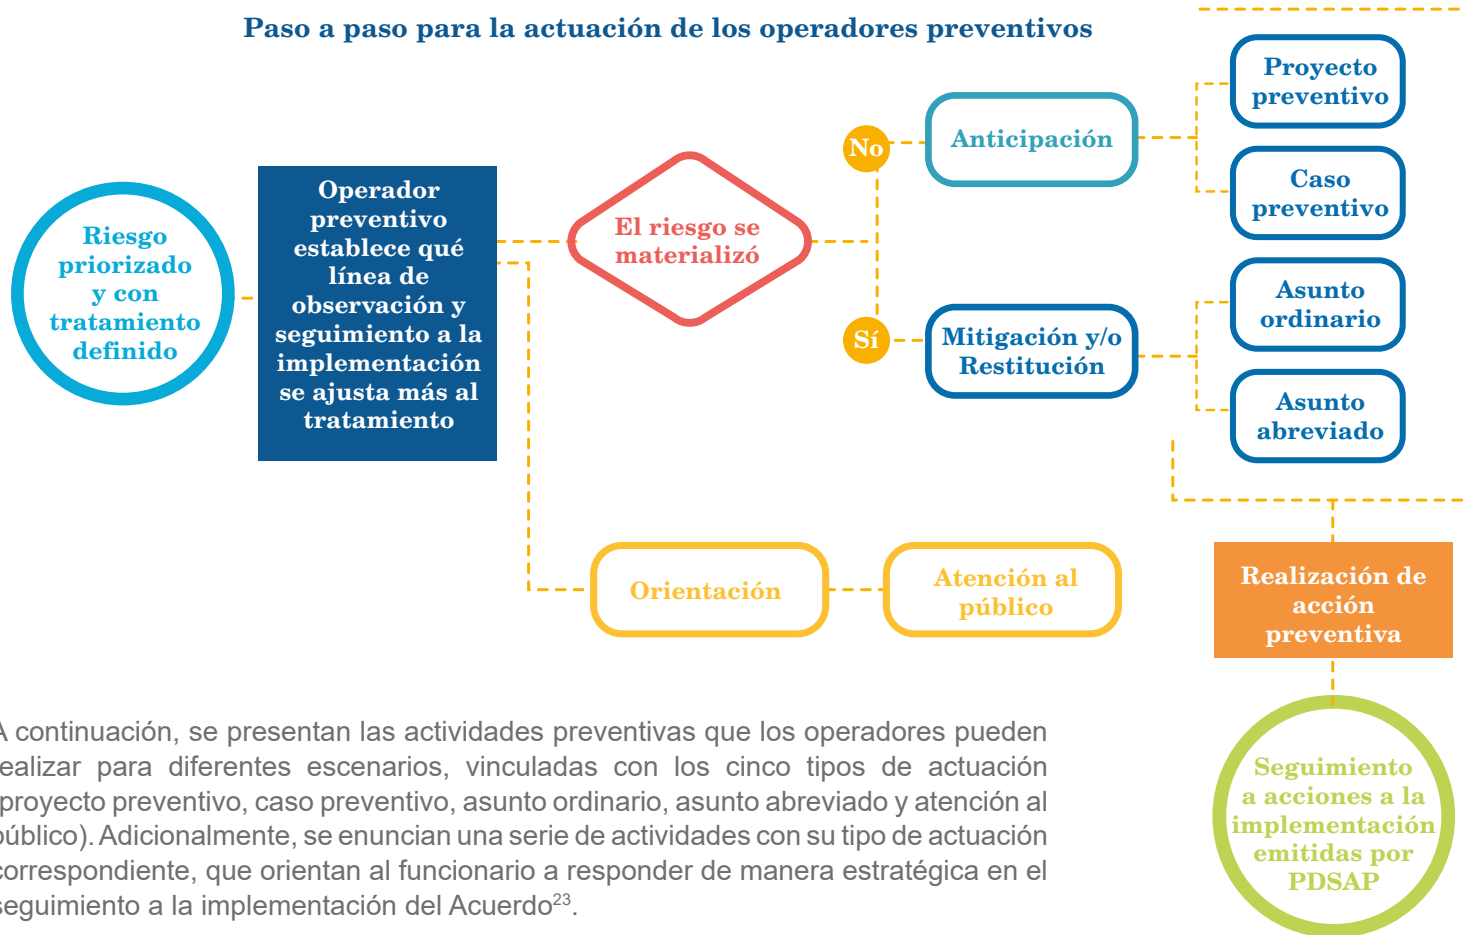 Paso a paso para la actuación de los operadores preventivos
Riesgo
priorizado
y con
tratamiento
definido
Operador
preventivo
establece qué
línea de
observación y
seguimiento a la
implementación
se ajusta más al
tratamiento
El riesgo se
materializó
No
Sí
Anticipación
Mitigación y/o
Restitución
Proyecto
preventivo
Caso
preventivo
Asunto
ordinario
Asunto
abreviado
Orientación
Atención al
público
Realización de
acción
preventiva
Seguimiento
a acciones a la
implementación
emitidas por
PDSAP
A continuación, se presentan las actividades preventivas que los operadores pueden
realizar para diferentes escenarios, vinculadas con los cinco tipos de actuación
(proyecto preventivo, caso preventivo, asunto ordinario, asunto abreviado y atención al
público). Adicionalmente, se enuncian una serie de actividades con su tipo de actuación
correspondiente, que orientan al funcionario a responder de manera estratégica en el
seguimiento a la implementación del Acuerdo²³.